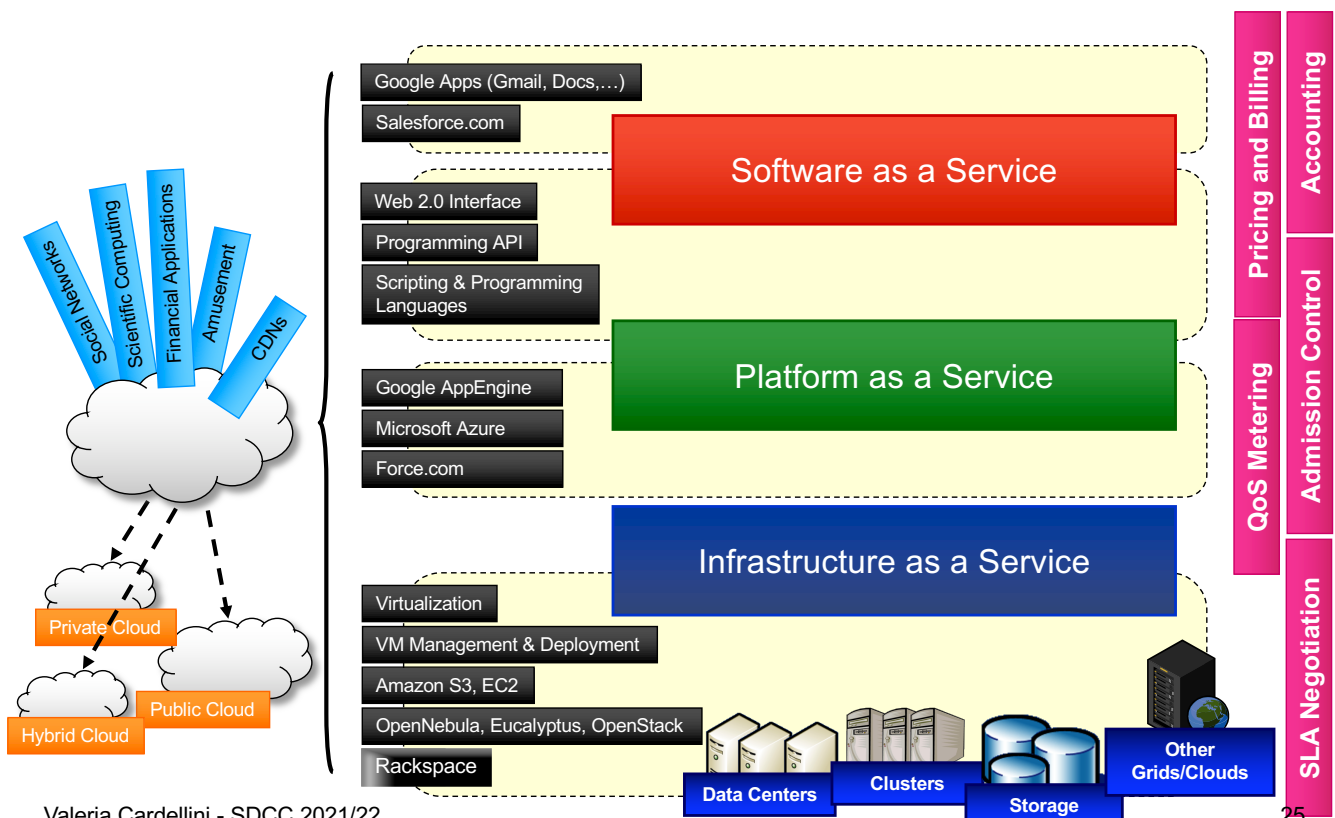 Social Networks
Scientific Computing
Financial Applications
Amusement
CDNs
Private Cloud
Public Cloud
Hybrid Cloud
Google Apps (Gmail, Docs,…)
Salesforce.com
Software as a Service
Web 2.0 Interface
Programming API
Scripting & Programming
Languages
Platform as a Service
Google AppEngine
Microsoft Azure
Force.com
Infrastructure as a Service
Virtualization
VM Management & Deployment
Amazon S3, EC2
OpenNebula, Eucalyptus, OpenStack
Rackspace
Data Centers
Clusters
Storage
Other
Grids/Clouds
Pricing and Billing
Accounting
QoS Metering
Admission Control
SLA Negotiation
Valeria Cardellini - SDCC 2021/22
25